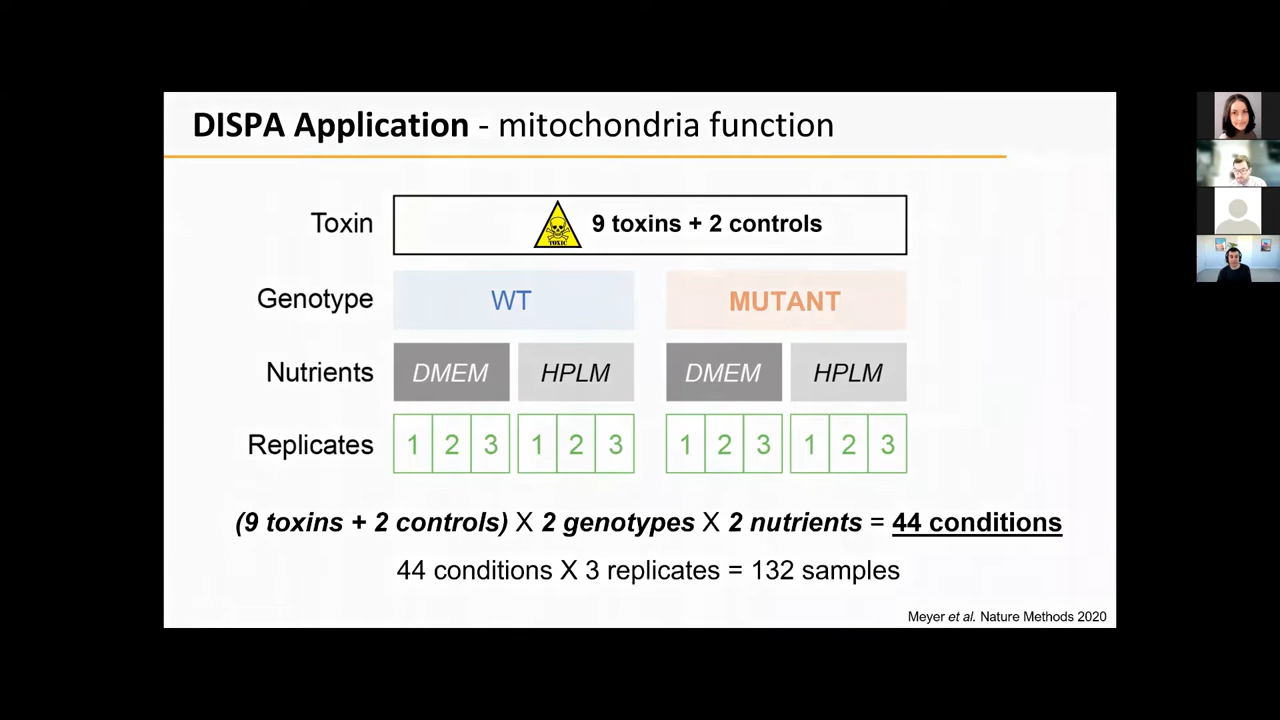 DISPA Application - mitochondria function
Toxin
TOXIC
9 toxins + 2 controls
Genotype
WT
MUTANT
Nutrients
DMEM
HPLM
DMEM
HPLM
Replicates
1 2 3 1 2 3 1 2 3 1 2 3
(9 toxins + 2 controls) X 2 genotypes X 2 nutrients = 44 conditions
44 conditions X 3 replicates = 132 samples
Meyer et al. Nature Methods 2020